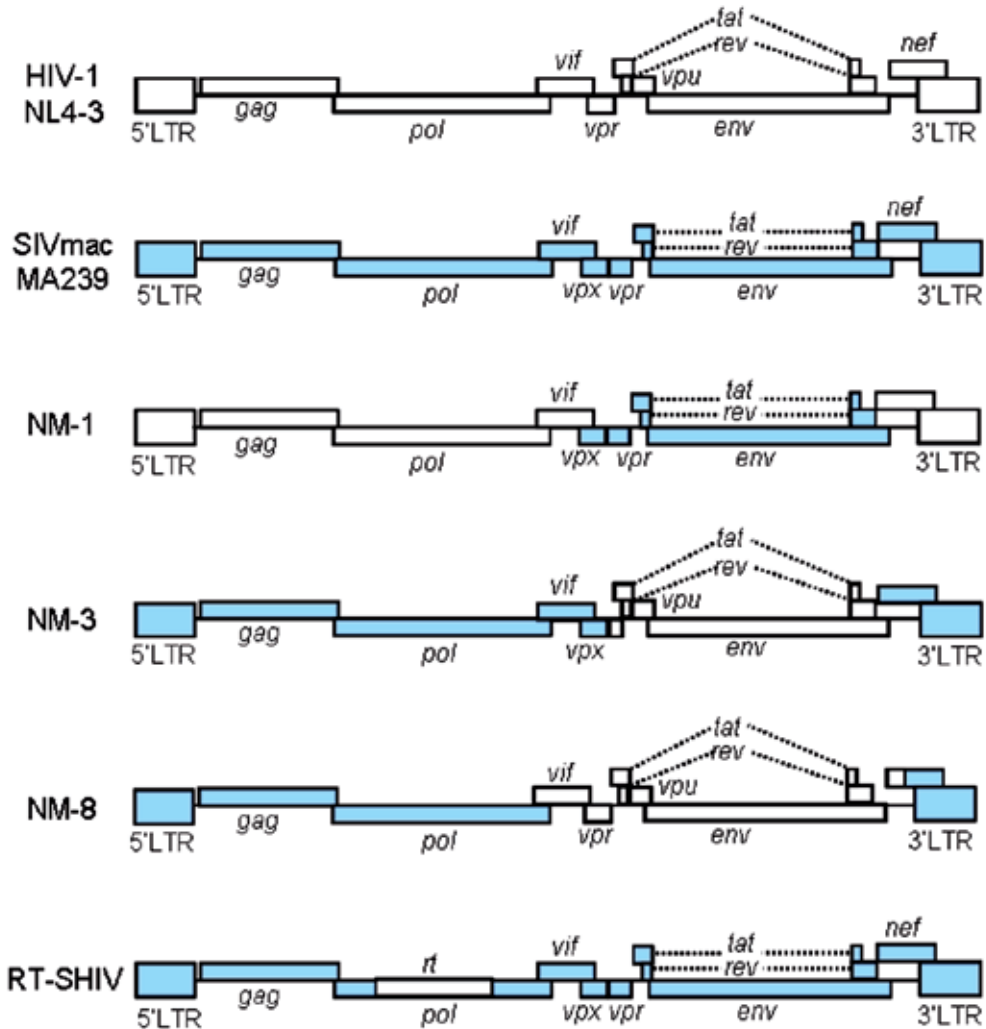 tat
rev
nef
vif
HIV-1
NL4-3
vpu
gag
pol
vpr
env
5'LTR
3'LTR
nef
SIVmac
MA239
vif
tat
rev
gag
pol
vpx vpr
env
5'LTR
3'LTR
NM-1
vif
tat
rev
gag
pol
vpx vpr
env
5'LTR
3'LTR
tat
rev
NM-3
vif
vpu
gag
pol
vpx
env
5'LTR
3'LTR
tat
rev
NM-8
vif
vpu
gag
pol
vpr
env
5'LTR
3'LTR
nef
RT-SHIV
rt
vif
tat
rev
gag
pol
vpx vpr
env
5'LTR
3'LTR